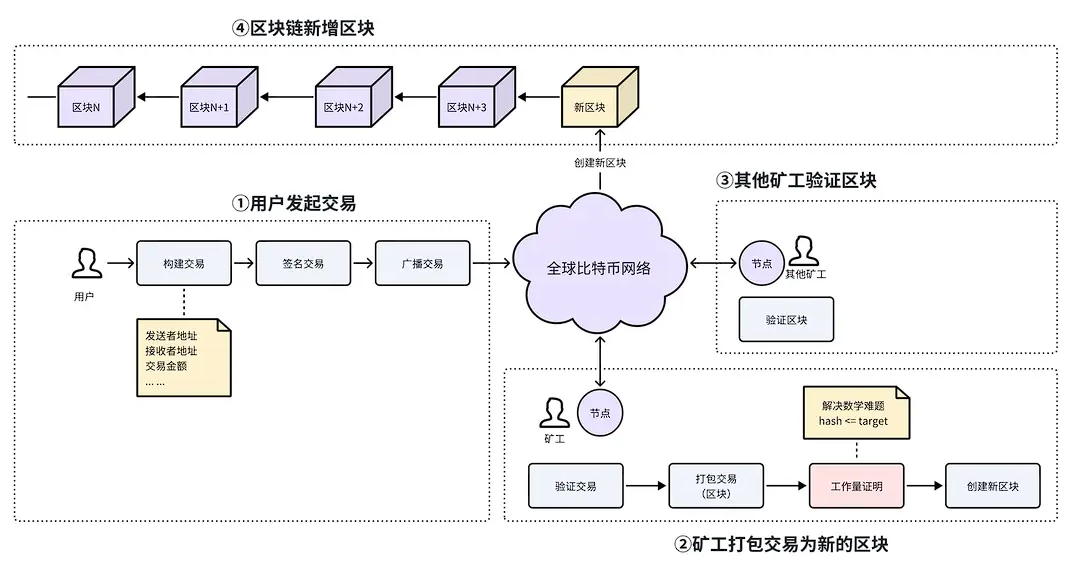 ④区块链新增区块
区块N
区块N+1
区块N+2
区块N+3
新区块
创建新区块
①用户发起交易
用户
构建交易
签名交易
广播交易
发送者地址
接收者地址
交易金额
... ...
全球比特币网络
③其他矿工验证区块
节点
其他矿工
验证区块
矿工
节点
解决数学难题
hash <= target
验证交易
打包交易
（区块）
工作量证明
创建新区块
②矿工打包交易为新的区块